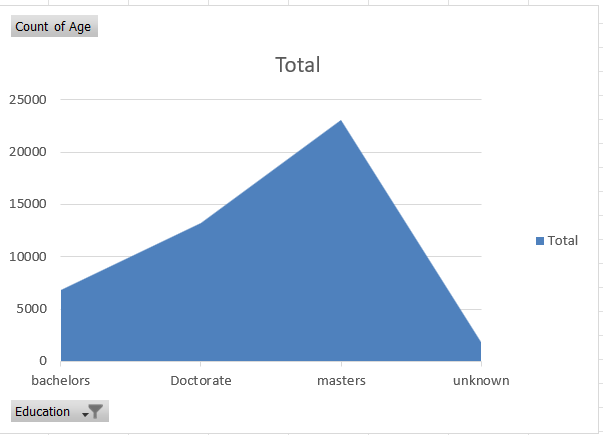 Count of Age
Total
25000
20000
15000
10000
5000
0
bachelors Doctorate masters unknown
Total
Education